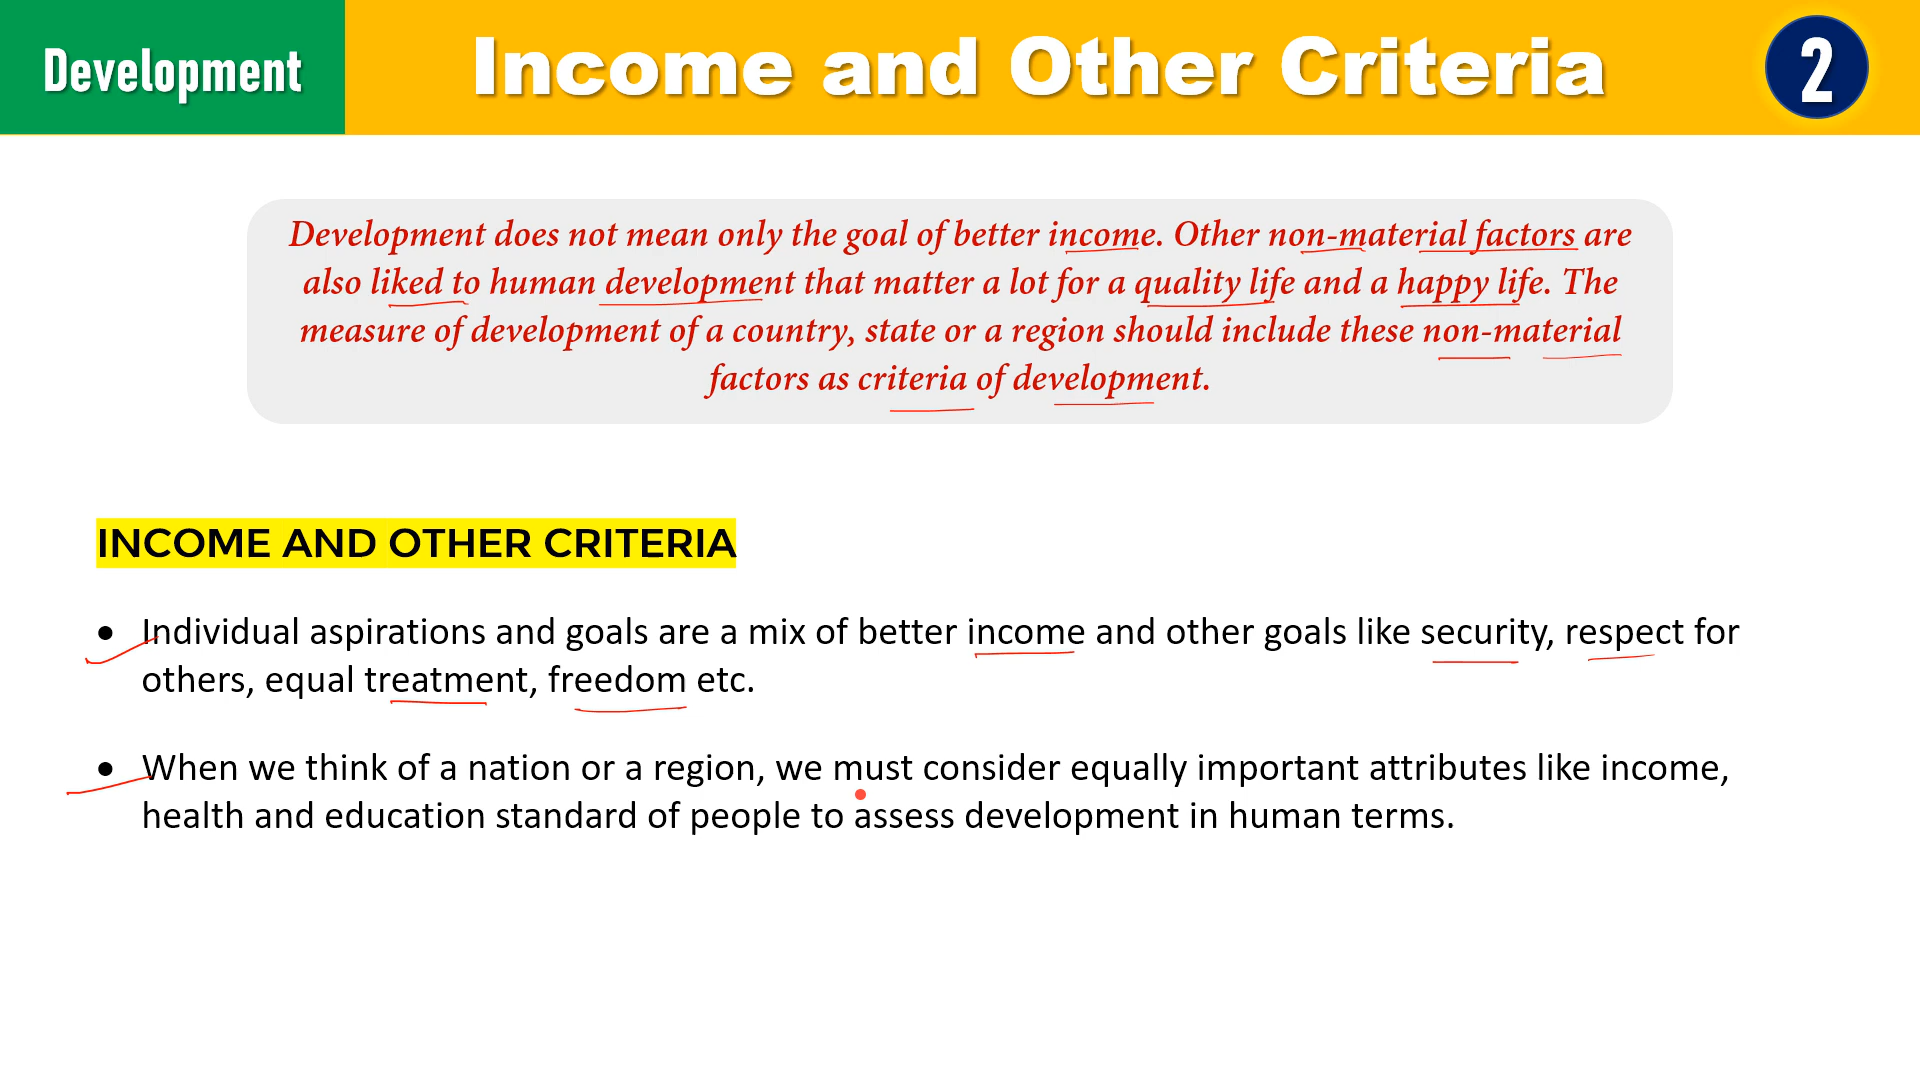 Development
Income and Other Criteria
2
Development does not mean only the goal of better income. Other non-material factors are
also liked to human development that matter a lot for a quality life and a happy life. The
measure of development of a country, state or a region should include these non-material
factors as criteria of development.
INCOME AND OTHER CRITERIA
• Individual aspirations and goals are a mix of better income and other goals like security, respect for
others, equal treatment, freedom etc.
• When we think of a nation or a region, we must consider equally important attributes like income,
health and education standard of people to assess development in human terms.